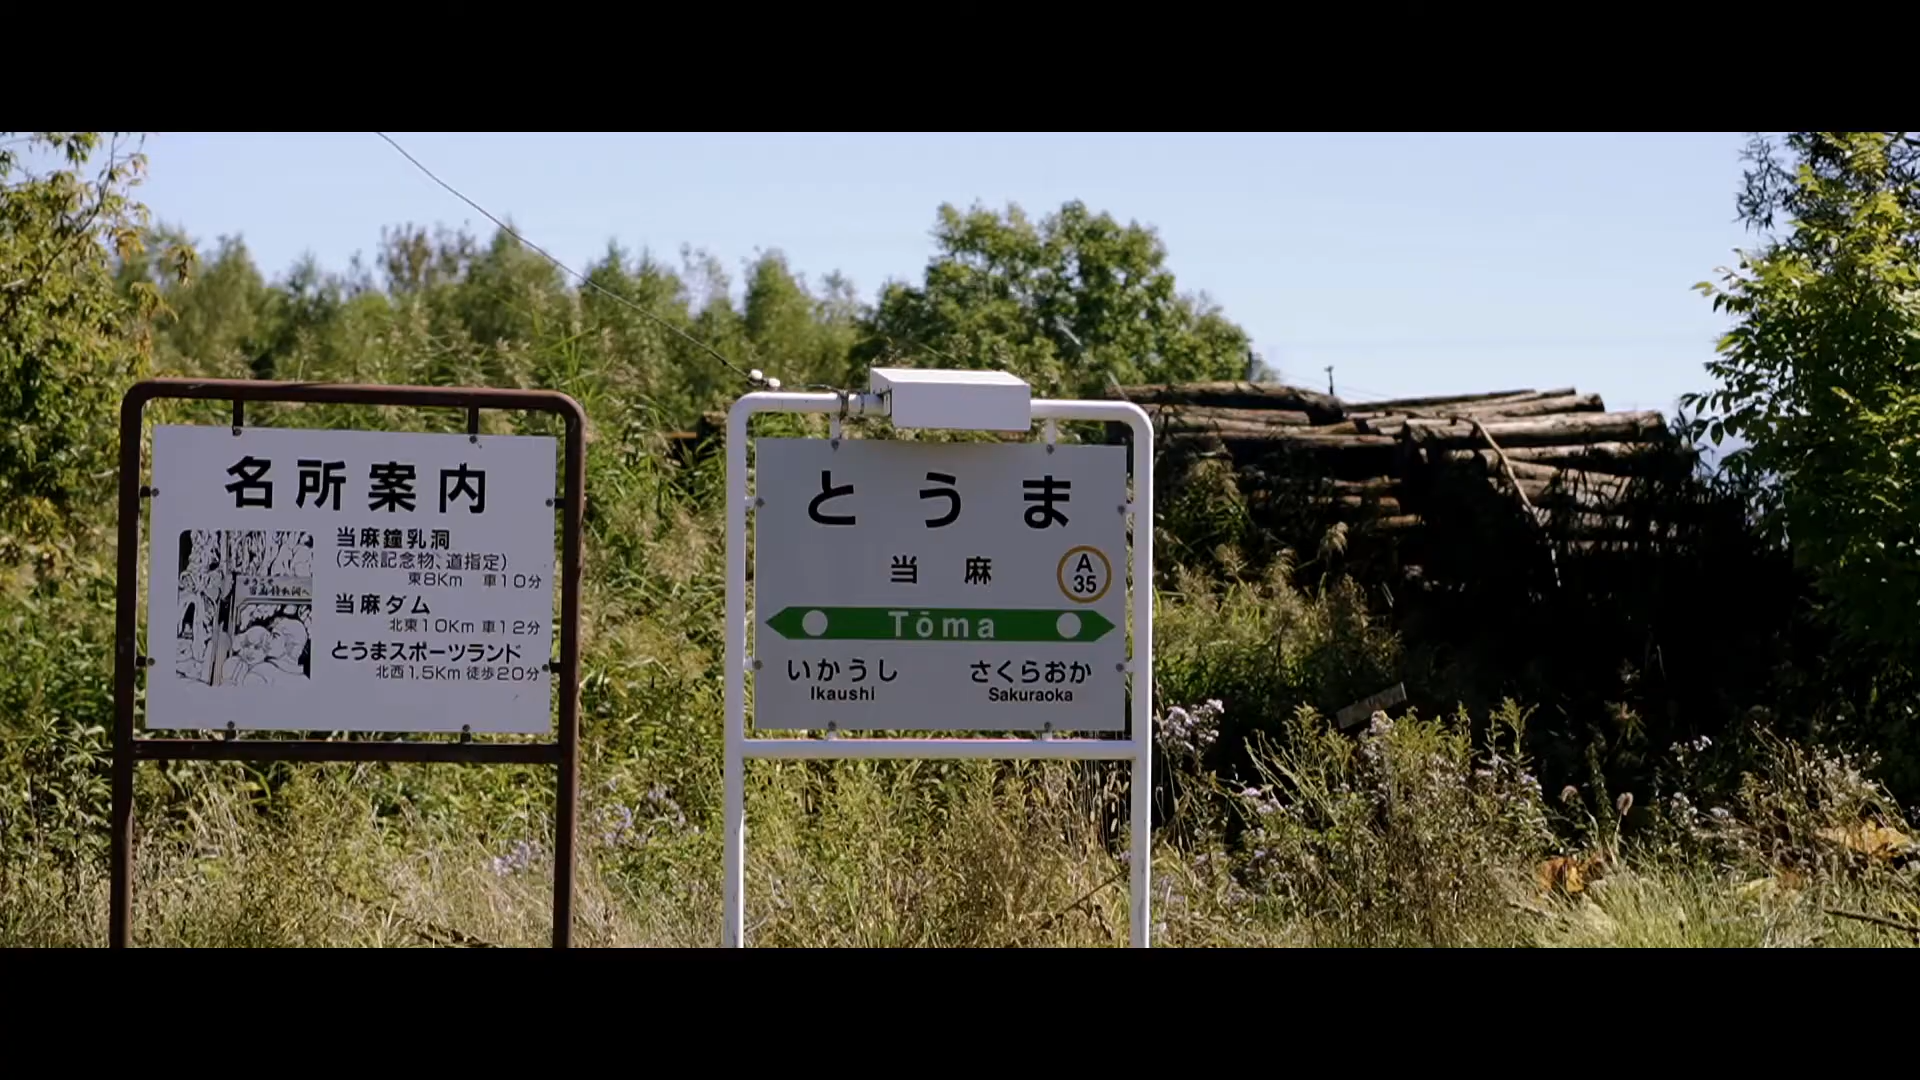 名所案内
当麻鐘乳洞
(天然記念物、道指定)
東8Km 車10分
当麻ダム
北東10Km 車12分
とうまスポーツランド
北西1.5Km 徒歩20分
とうま
当麻
A
35
Tōma
いかうし さくらおか
Ikaushi Sakuraoka